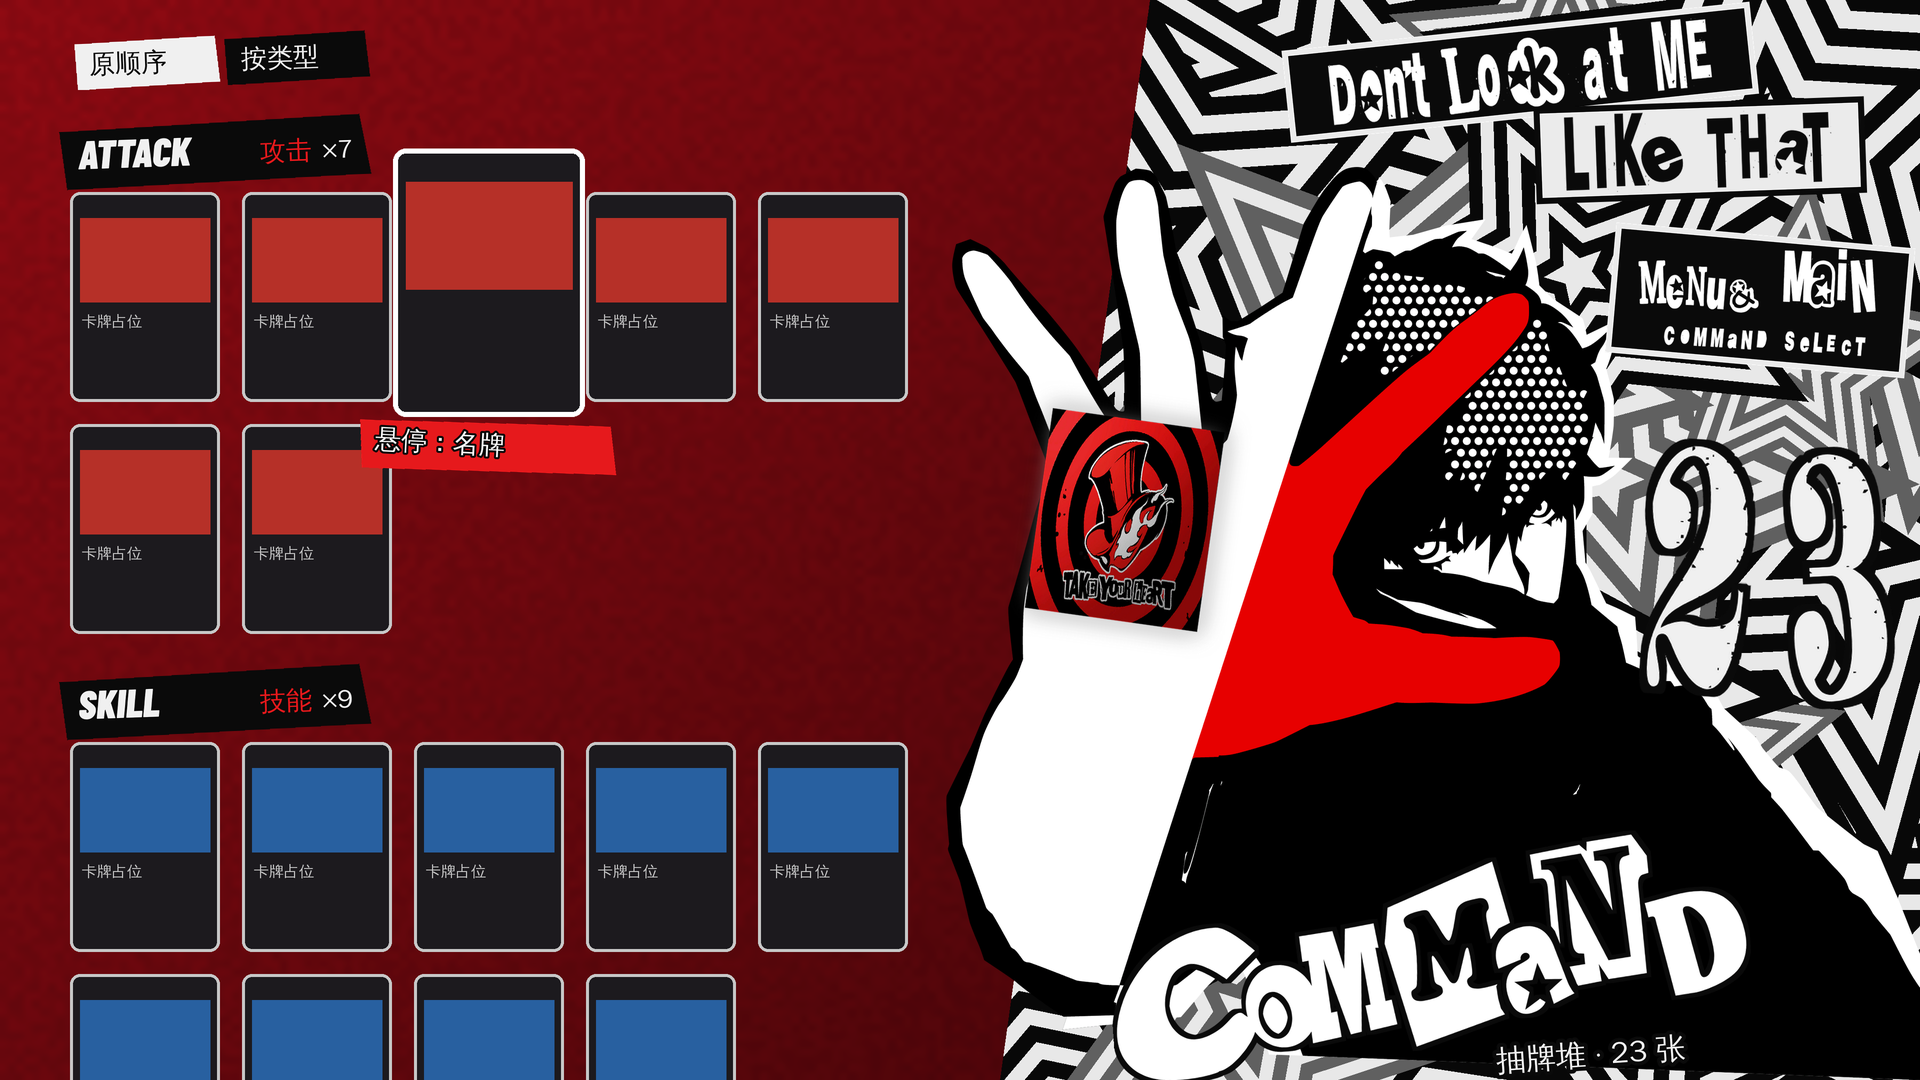 原顺序
按类型
ATTACK 攻击 ×7
卡牌占位
卡牌占位
卡牌占位
卡牌占位
悬停：名牌
卡牌占位
卡牌占位
SKILL 技能 ×9
卡牌占位
卡牌占位
卡牌占位
卡牌占位
卡牌占位
Don't Look at ME
LIKe THaT
MeNu& MaiN
CoMMaND SeLEcT
TAKE YOUR HEaRT
23
CoMMaND
抽牌堆 · 23 张